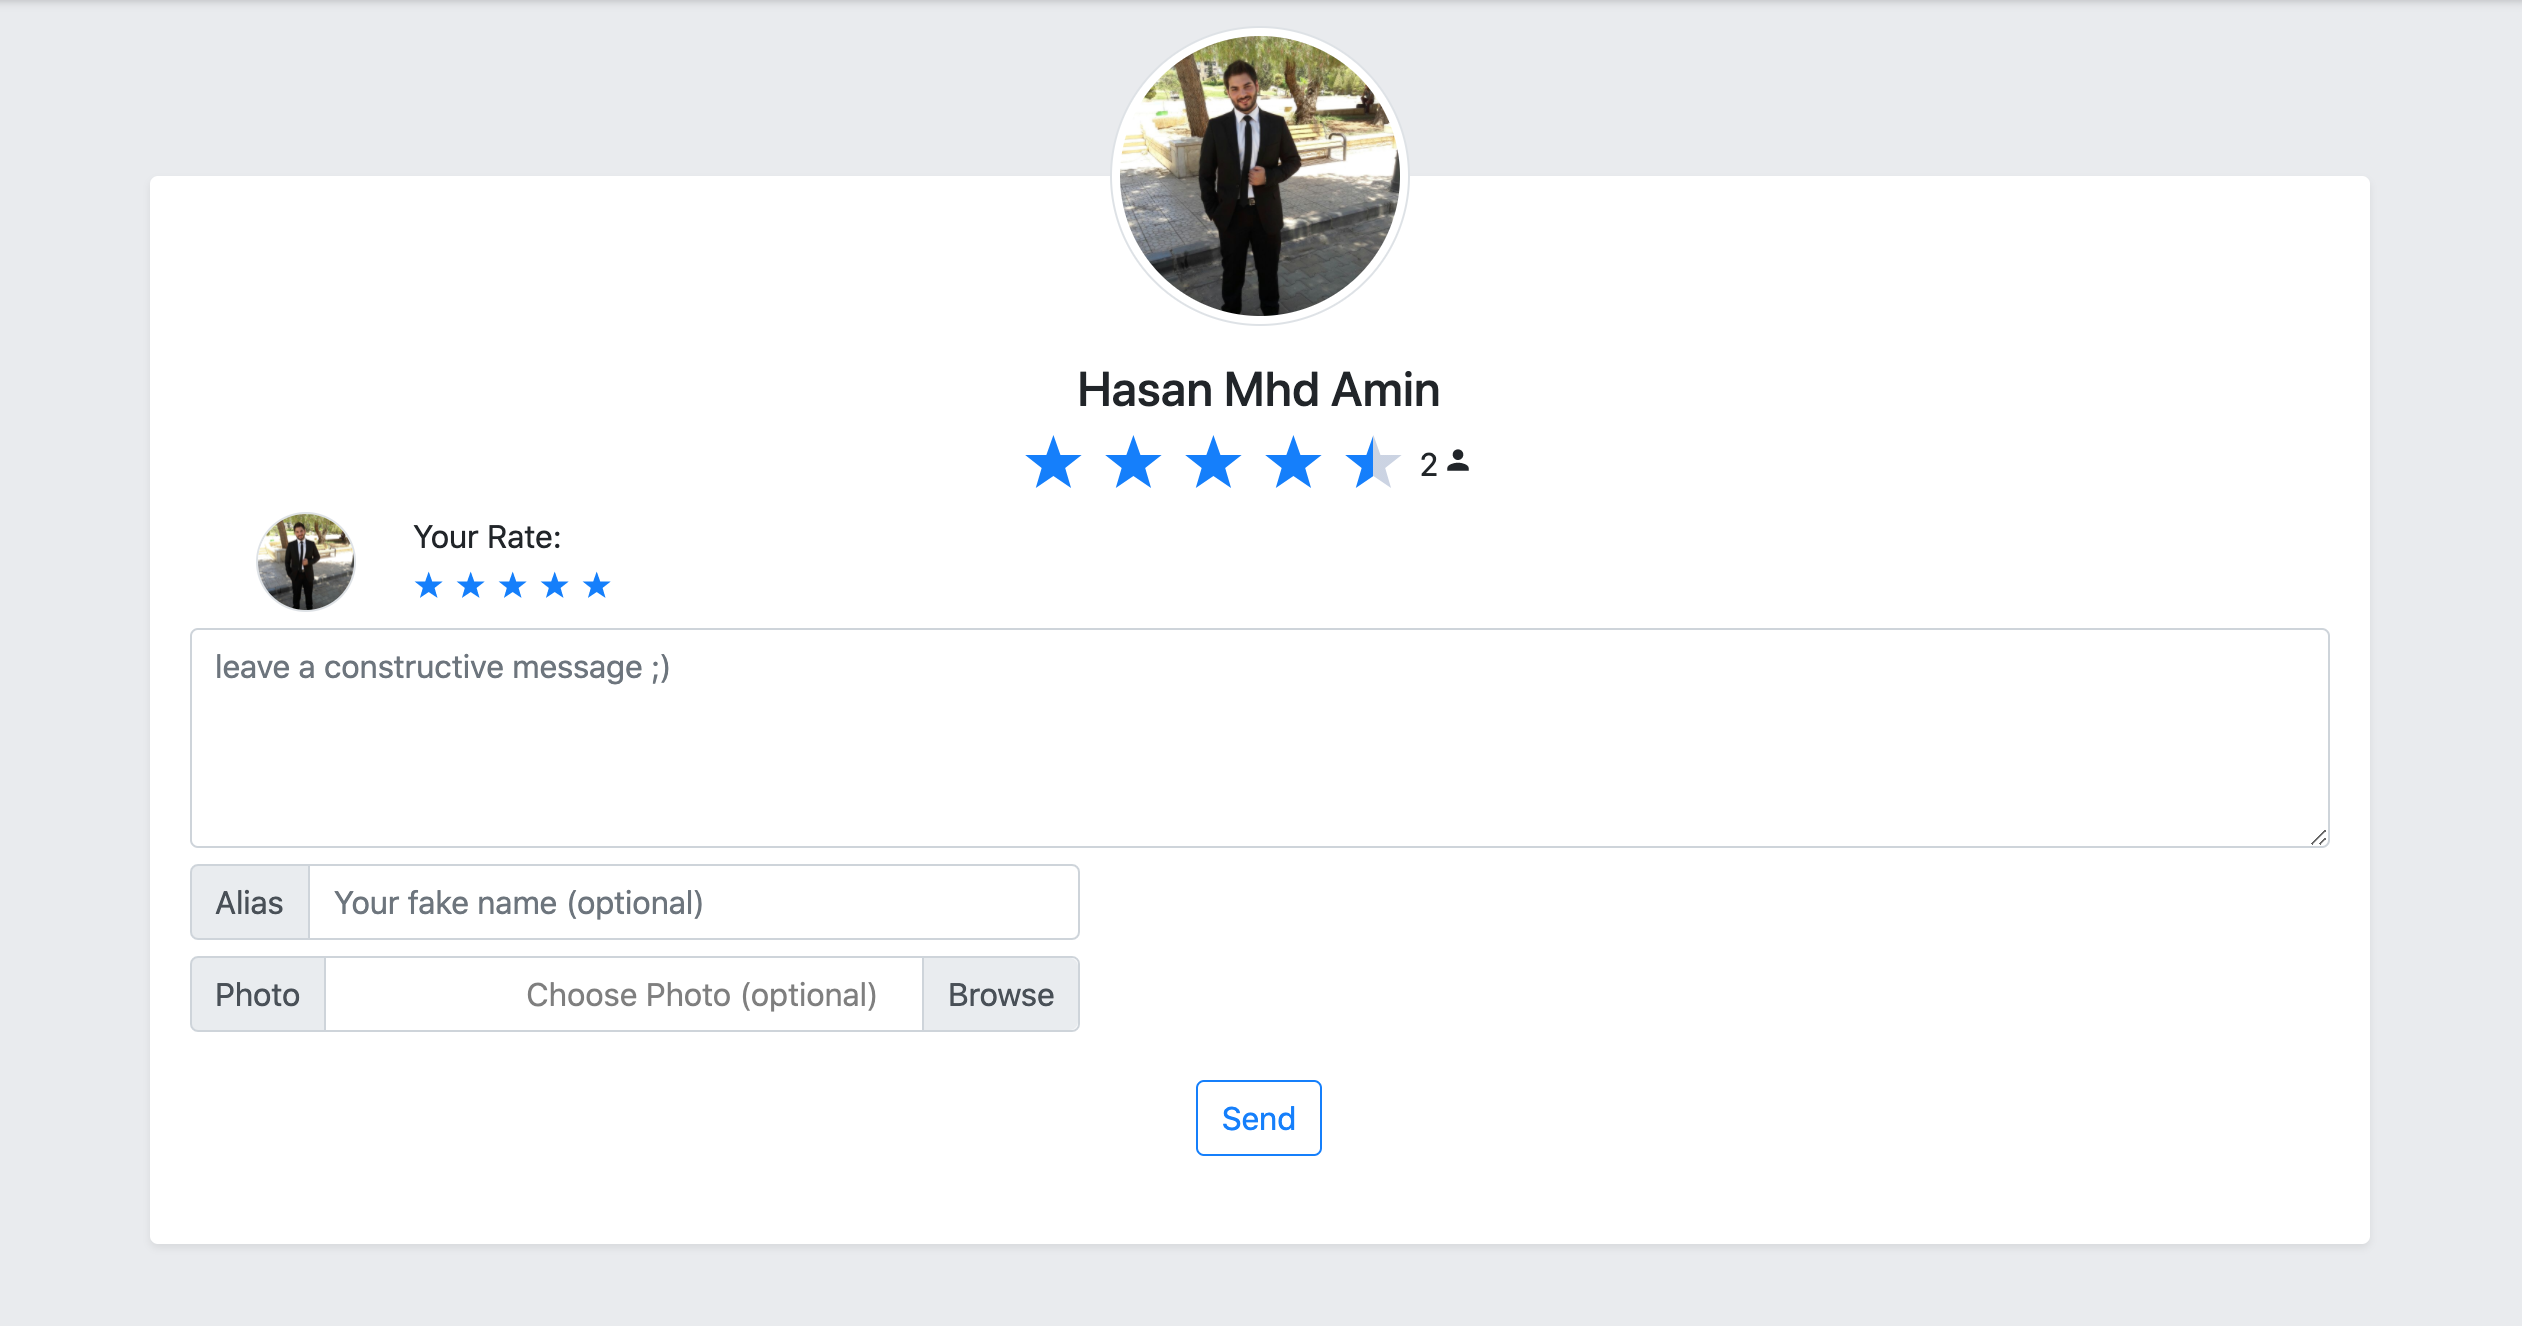 Hasan Mhd Amin
2
Your Rate:
leave a constructive message ;)
Alias Your fake name (optional)
Photo Choose Photo (optional) Browse
Send